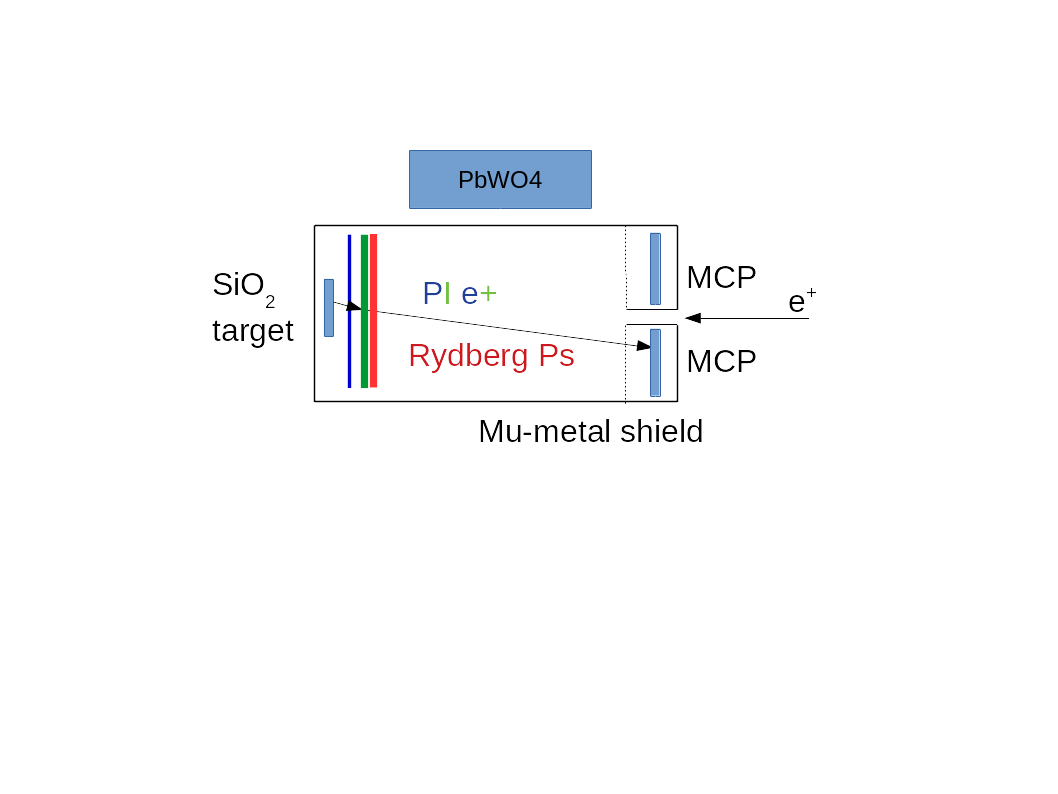 PbWO4
SiO2
target
PI e+
Rydberg Ps
MCP
e+
MCP
Mu-metal shield